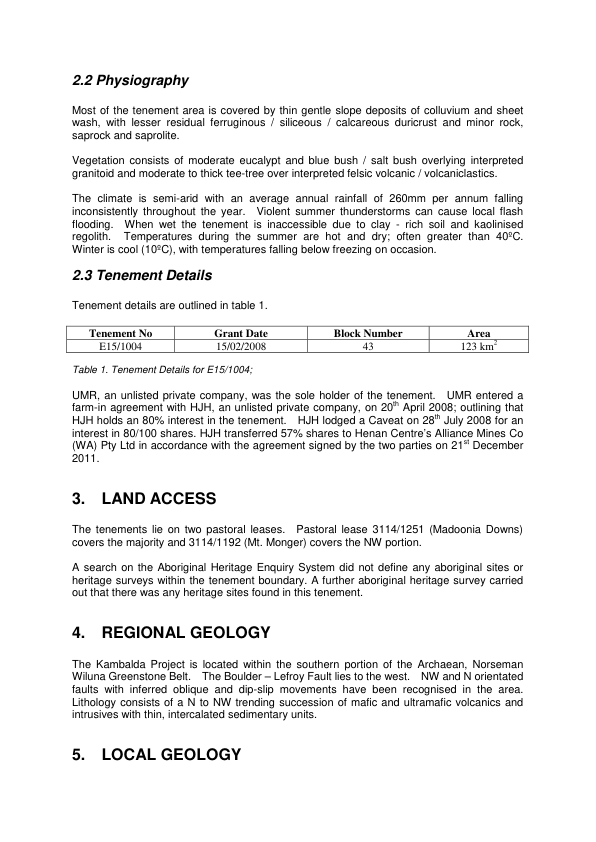 2.2 Physiography
Most of the tenement area is covered by thin gentle slope deposits of colluvium and sheet
wash, with lesser residual ferruginous / siliceous / calcareous duricrust and minor rock,
saprock and saprolite.
Vegetation consists of moderate eucalypt and blue bush / salt bush overlying interpreted
granitoid and moderate to thick tee-tree over interpreted felsic volcanic / volcaniclastics.
The climate is semi-arid with an average annual rainfall of 260mm per annum falling
inconsistently throughout the year. Violent summer thunderstorms can cause local flash
flooding. When wet the tenement is inaccessible due to clay - rich soil and kaolinised
regolith. Temperatures during the summer are hot and dry; often greater than 40ºC.
Winter is cool (10ºC), with temperatures falling below freezing on occasion.
2.3 Tenement Details
Tenement details are outlined in table 1.
Tenement No Grant Date Block Number Area
E15/1004 15/02/2008 43 123 km²
Table 1. Tenement Details for E15/1004;
UMR, an unlisted private company, was the sole holder of the tenement. UMR entered a
farm-in agreement with HJH, an unlisted private company, on 20th April 2008; outlining that
HJH holds an 80% interest in the tenement. HJH lodged a Caveat on 28th July 2008 for an
interest in 80/100 shares. HJH transferred 57% shares to Henan Centre's Alliance Mines Co
(WA) Pty Ltd in accordance with the agreement signed by the two parties on 21st December
2011.
3. LAND ACCESS
The tenements lie on two pastoral leases. Pastoral lease 3114/1251 (Madoonia Downs)
covers the majority and 3114/1192 (Mt. Monger) covers the NW portion.
A search on the Aboriginal Heritage Enquiry System did not define any aboriginal sites or
heritage surveys within the tenement boundary. A further aboriginal heritage survey carried
out that there was any heritage sites found in this tenement.
4. REGIONAL GEOLOGY
The Kambalda Project is located within the southern portion of the Archaean, Norseman
Wiluna Greenstone Belt. The Boulder – Lefroy Fault lies to the west. NW and N orientated
faults with inferred oblique and dip-slip movements have been recognised in the area.
Lithology consists of a N to NW trending succession of mafic and ultramafic volcanics and
intrusives with thin, intercalated sedimentary units.
5. LOCAL GEOLOGY